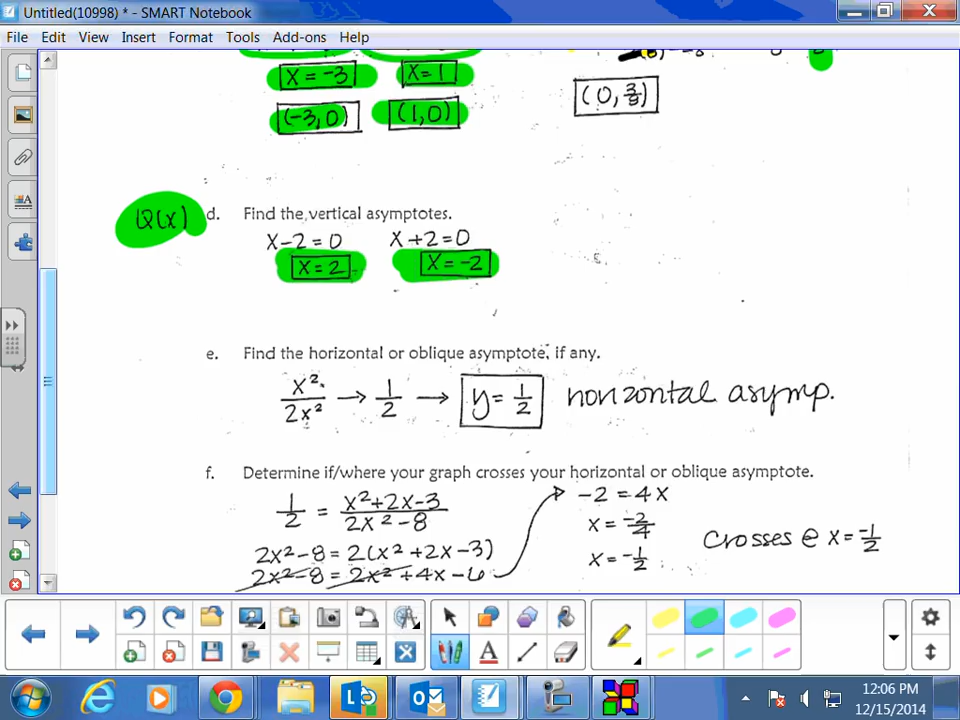 Untitled(10998) * - SMART Notebook
File Edit View Insert Format Tools Add-ons Help
x = -3 x = 1
(-3, 0) (1, 0) (0, 3/8)
Q(x) d. Find the vertical asymptotes.
x-2=0 x+2=0
x=2 x=-2
e. Find the horizontal or oblique asymptote, if any.
x²/2x² → 1/2 → y = 1/2 horizontal asymp.
f. Determine if/where your graph crosses your horizontal or oblique asymptote.
1/2 = x²+2x-3/2x²-8
2x²-8 = 2(x²+2x-3)
2x²-8 = 2x²+4x-6
-2 = 4x
x = -2/4
x = -1/2
Crosses @ x = -1/2
12:06 PM
12/15/2014